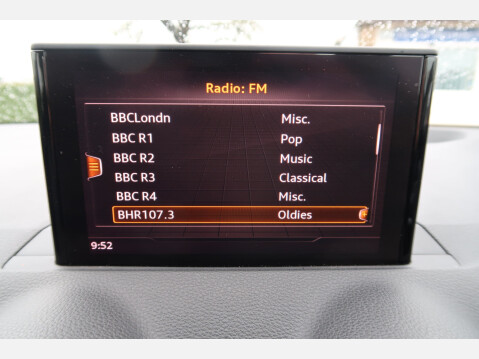 Radio: FM
BBCLondn Misc.
BBC R1 Pop
BBC R2 Music
BBC R3 Classical
BBC R4 Misc.
BHR107.3 Oldies
9:52